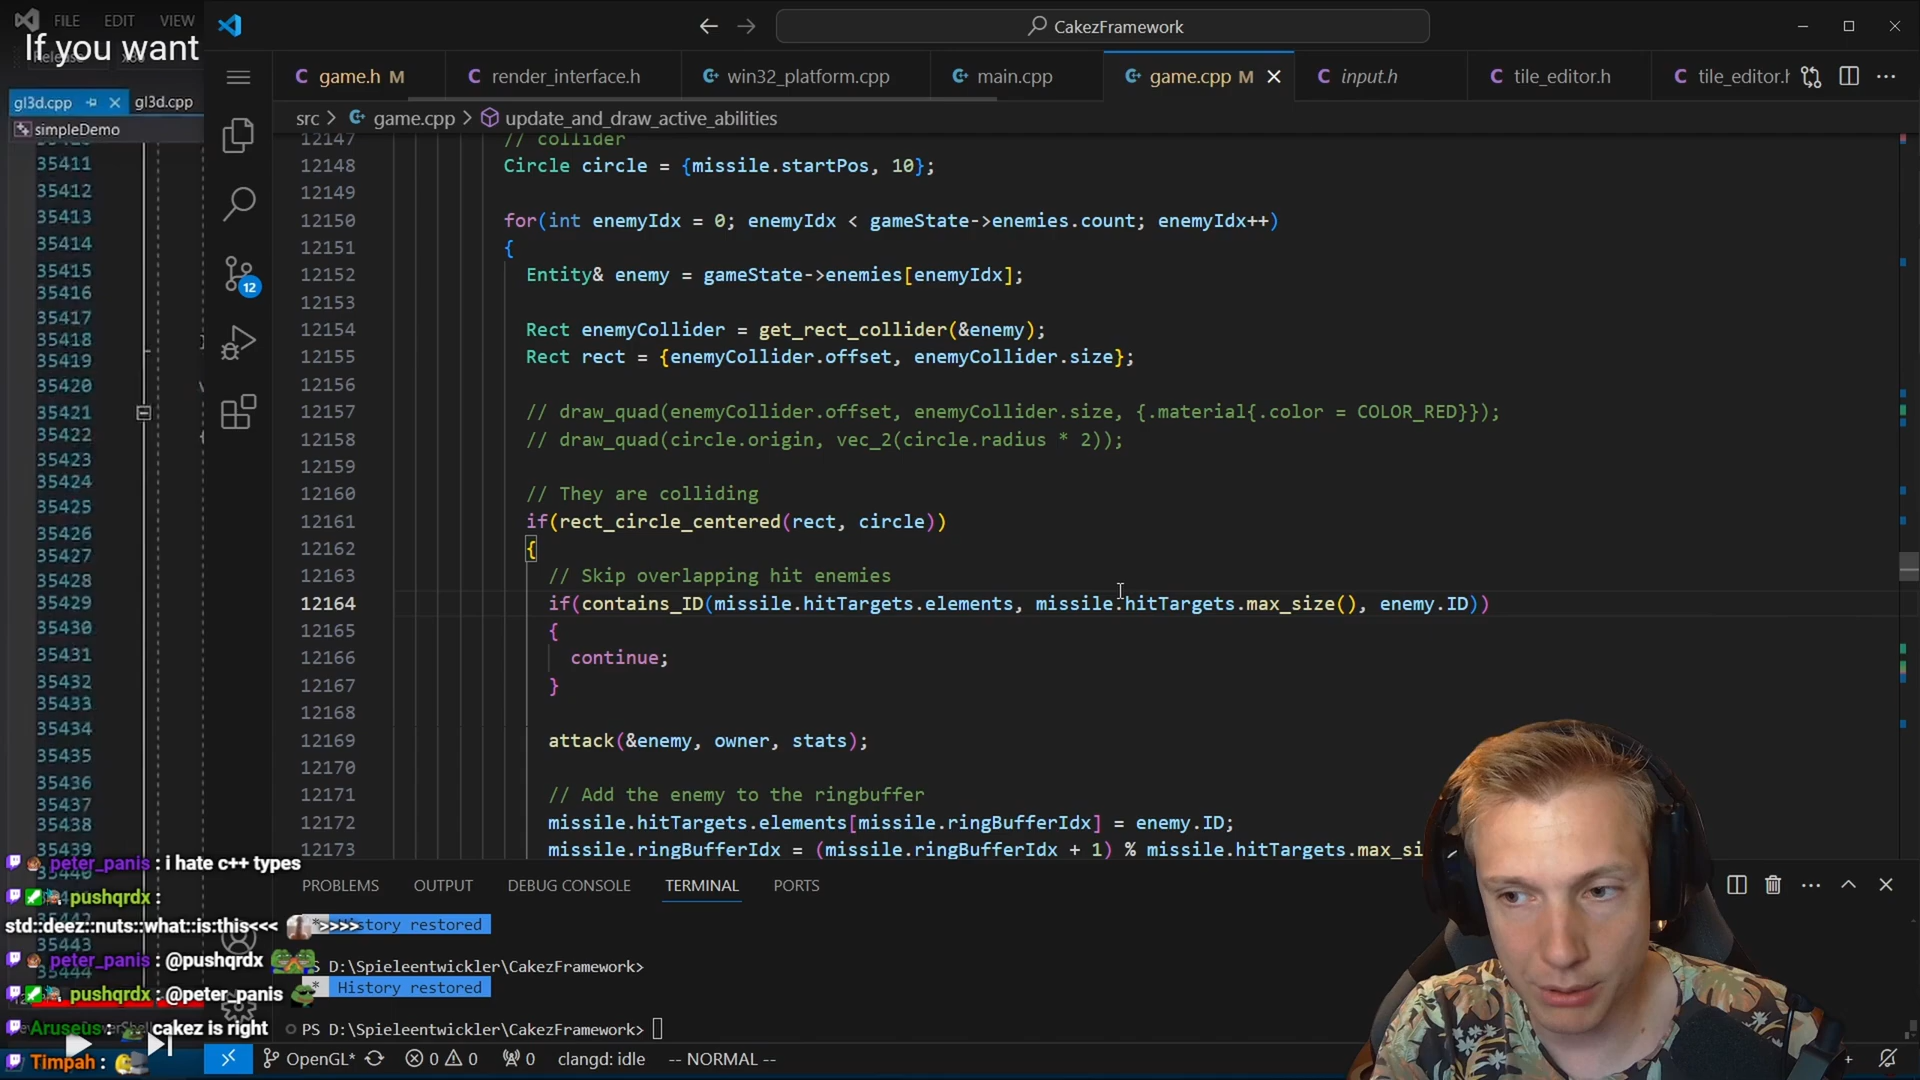 FILE EDIT VIEW
If you want
CakezFramework
gl3d.cpp
gl3d.cpp
simpleDemo
game.h M
render_interface.h
win32_platform.cpp
main.cpp
game.cpp M
input.h
tile_editor.h
tile_editor.h
src > game.cpp > update_and_draw_active_abilities
12147 // collider
12148 Circle circle = {missile.startPos, 10};
12149
12150 for(int enemyIdx = 0; enemyIdx < gameState->enemies.count; enemyIdx++)
12151 {
12152 Entity& enemy = gameState->enemies[enemyIdx];
12153
12154 Rect enemyCollider = get_rect_collider(&enemy);
12155 Rect rect = {enemyCollider.offset, enemyCollider.size};
12156
12157 // draw_quad(enemyCollider.offset, enemyCollider.size, {.material{.color = COLOR_RED}});
12158 // draw_quad(circle.origin, vec_2(circle.radius * 2));
12159
12160 // They are colliding
12161 if(rect_circle_centered(rect, circle))
12162 {
12163 // Skip overlapping hit enemies
12164 if(contains_ID(missile.hitTargets.elements, missile.hitTargets.max_size(), enemy.ID))
12165 {
12166 continue;
12167 }
12168
12169 attack(&enemy, owner, stats);
12170
12171 // Add the enemy to the ringbuffer
12172 missile.hitTargets.elements[missile.ringBufferIdx] = enemy.ID;
12173 missile.ringBufferIdx = (missile.ringBufferIdx + 1) % missile.hitTargets.max_si
35411
35412
35413
35414
35415
35416
35417
35418
35419
35420
35421
35422
35423
35424
35425
35426
35427
35428
35429
35430
35431
35432
35433
35434
35435
35436
35437
35438
35439
12
PROBLEMS OUTPUT DEBUG CONSOLE TERMINAL PORTS
* History restored
PS D:\Spieleentwickler\CakezFramework>
* History restored
PS D:\Spieleentwickler\CakezFramework>
peter_panis : i hate c++ types
pushqrdx :
std::deez::nuts::what::is:this<<< >>>>
peter_panis : @pushqrdx
pushqrdx : @peter_panis
Aruseus : cakez is right
Timpah :
OpenGL* 0 0 0 clangd: idle -- NORMAL --